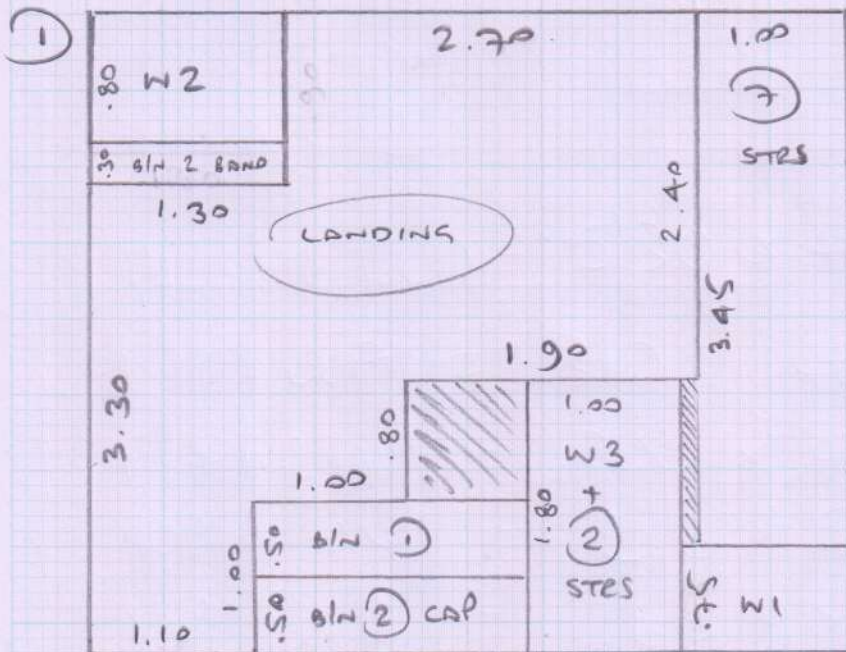 1
.80 W2
2.70
1.00
7
STRS
.30 B/N 2 BAND
1.30
LANDING
2.40
3.45
3.30
1.90
.80
1.00
W3
+
2
STRS
1.80
1.00
.50 B/N 1
1.00
.50 B/N 2 CAP
1.10
.75 W1